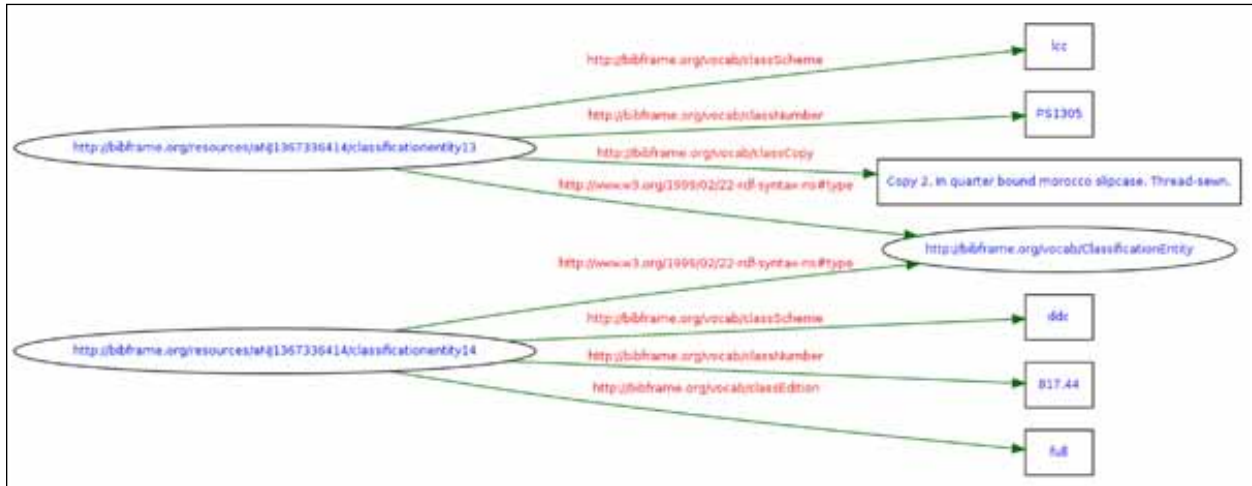 http://bibframe.org/vocab/classScheme
lcc
http://bibframe.org/vocab/classNumber
PS1305
http://bibframe.org/resources/aNJ1367336414/classificationentity13
http://bibframe.org/vocab/classCopy
Copy 2. In quarter bound morocco slipcase. Thread-sewn.
http://www.w3.org/1999/02/22-rdf-syntax-ns#type
http://bibframe.org/vocab/ClassificationEntity
http://www.w3.org/1999/02/22-rdf-syntax-ns#type
http://bibframe.org/vocab/classScheme
ddc
http://bibframe.org/resources/aNJ1367336414/classificationentity14
http://bibframe.org/vocab/classNumber
817.44
http://bibframe.org/vocab/classEdition
full